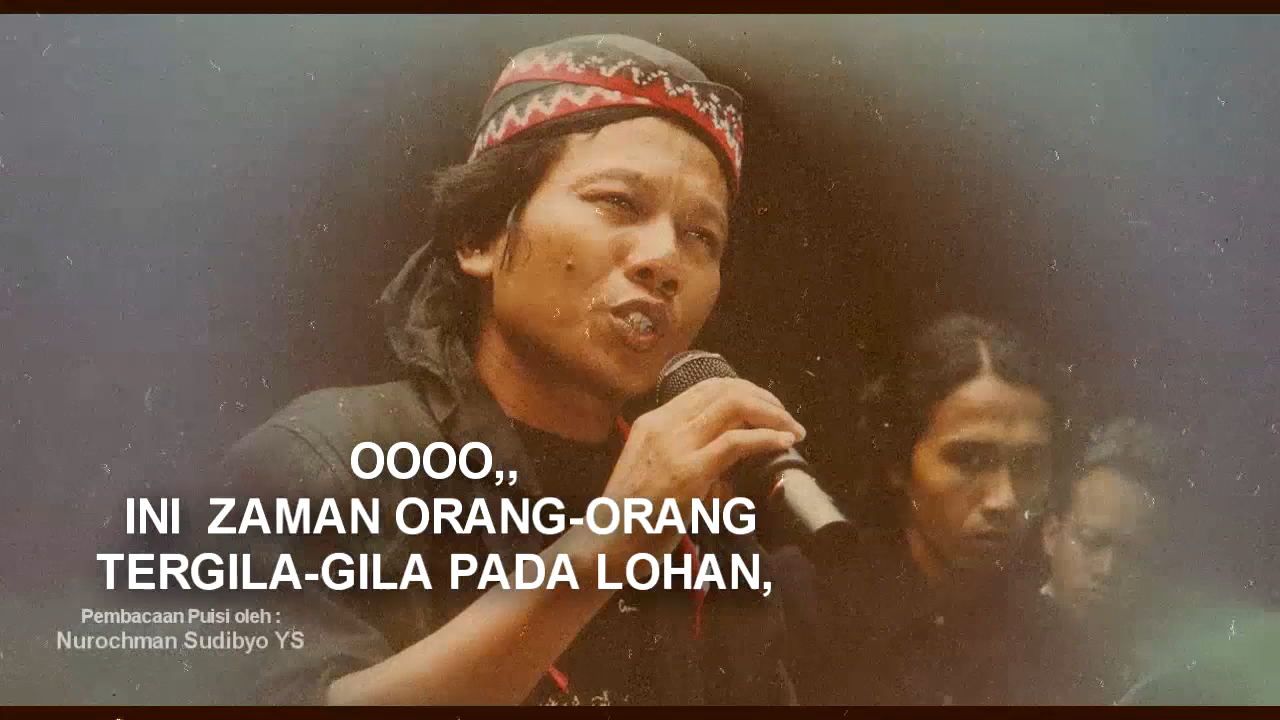 OOOO,,
INI ZAMAN ORANG-ORANG
TERGILA-GILA PADA LOHAN,
Pembacaan Puisi oleh :
Nurochman Sudibyo YS